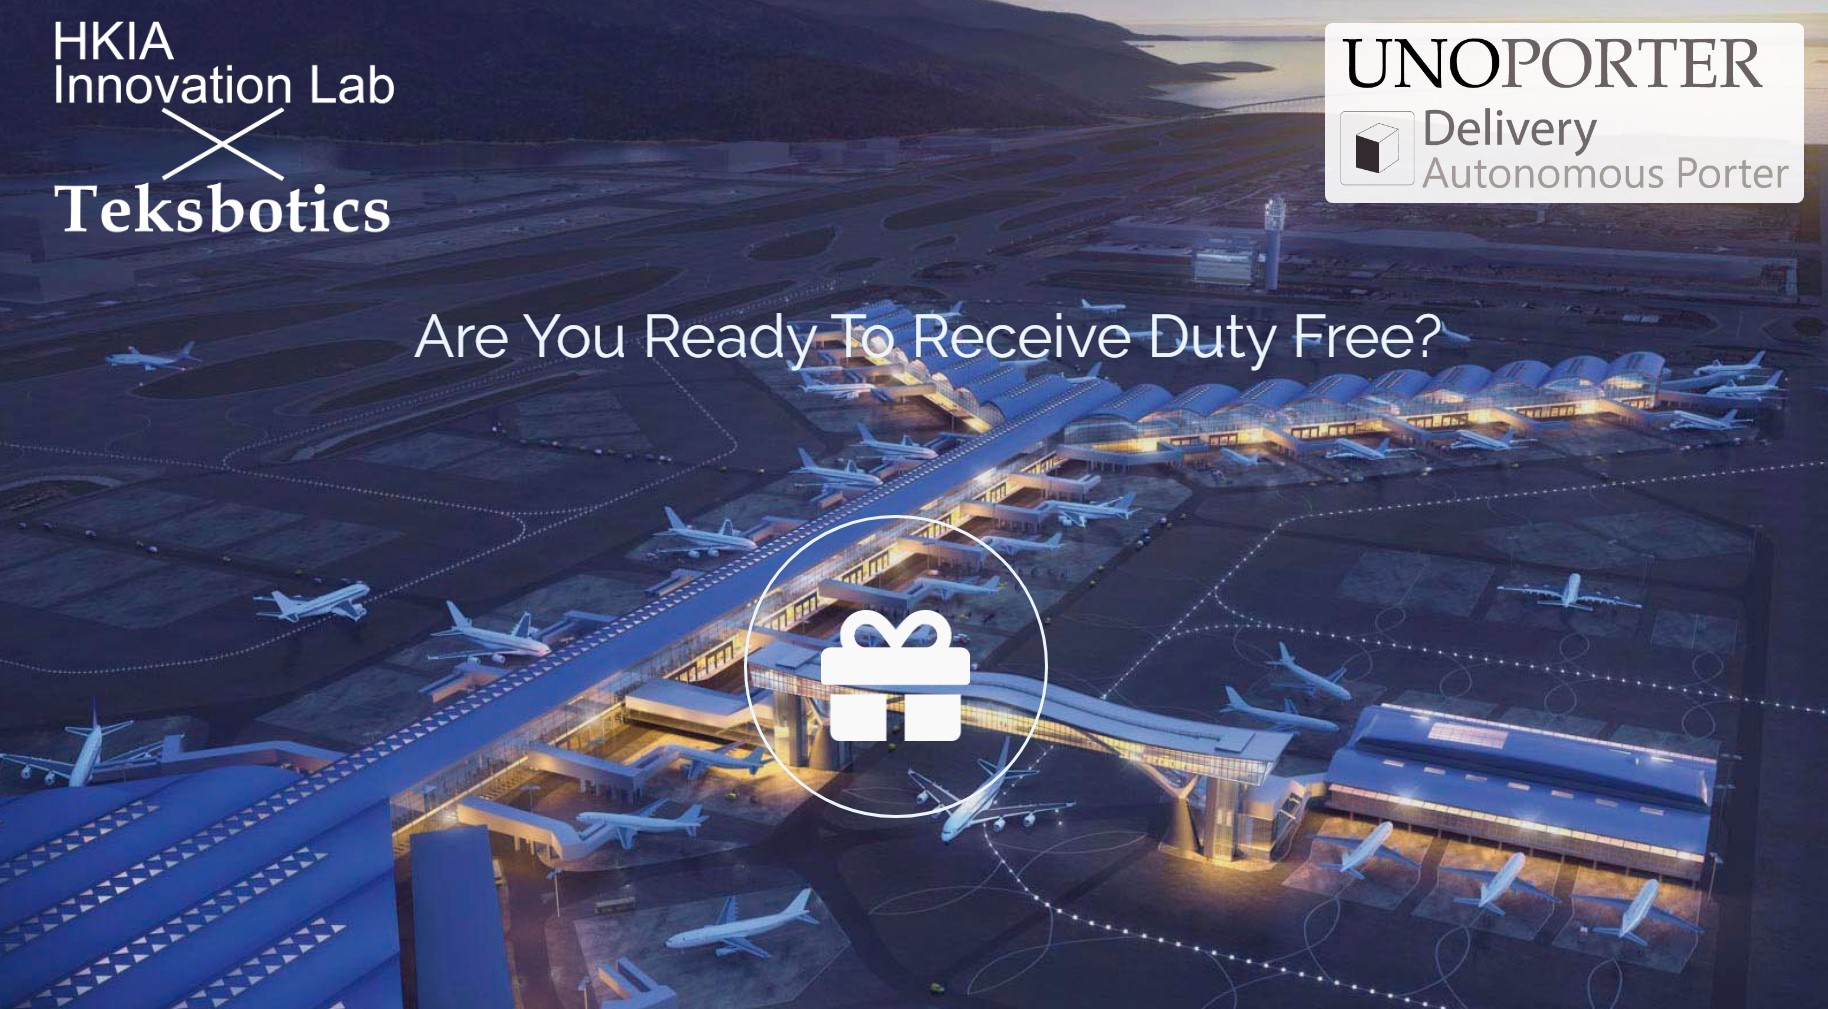 HKIA
Innovation Lab
Teksbotics
UNOPORTER
Delivery
Autonomous Porter
Are You Ready To Receive Duty Free?